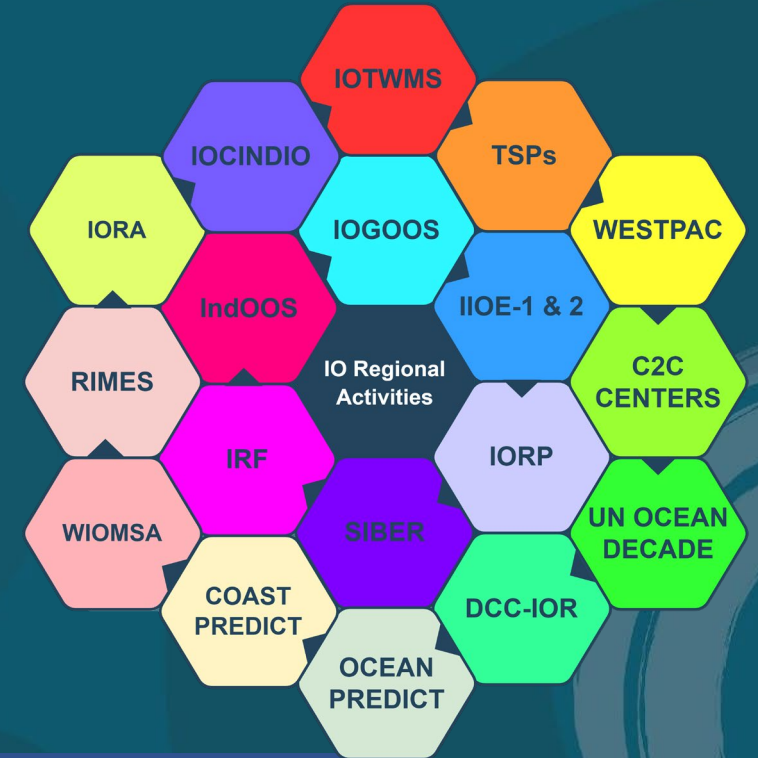 IOTWMS
IOCINDIO
TSPs
IORA
IOGOOS
WESTPAC
IndOOS
IIOE-1 & 2
RIMES
IO Regional
Activities
C2C
CENTERS
IRF
IORP
WIOMSA
SIBER
UN OCEAN
DECADE
COAST
PREDICT
DCC-IOR
OCEAN
PREDICT